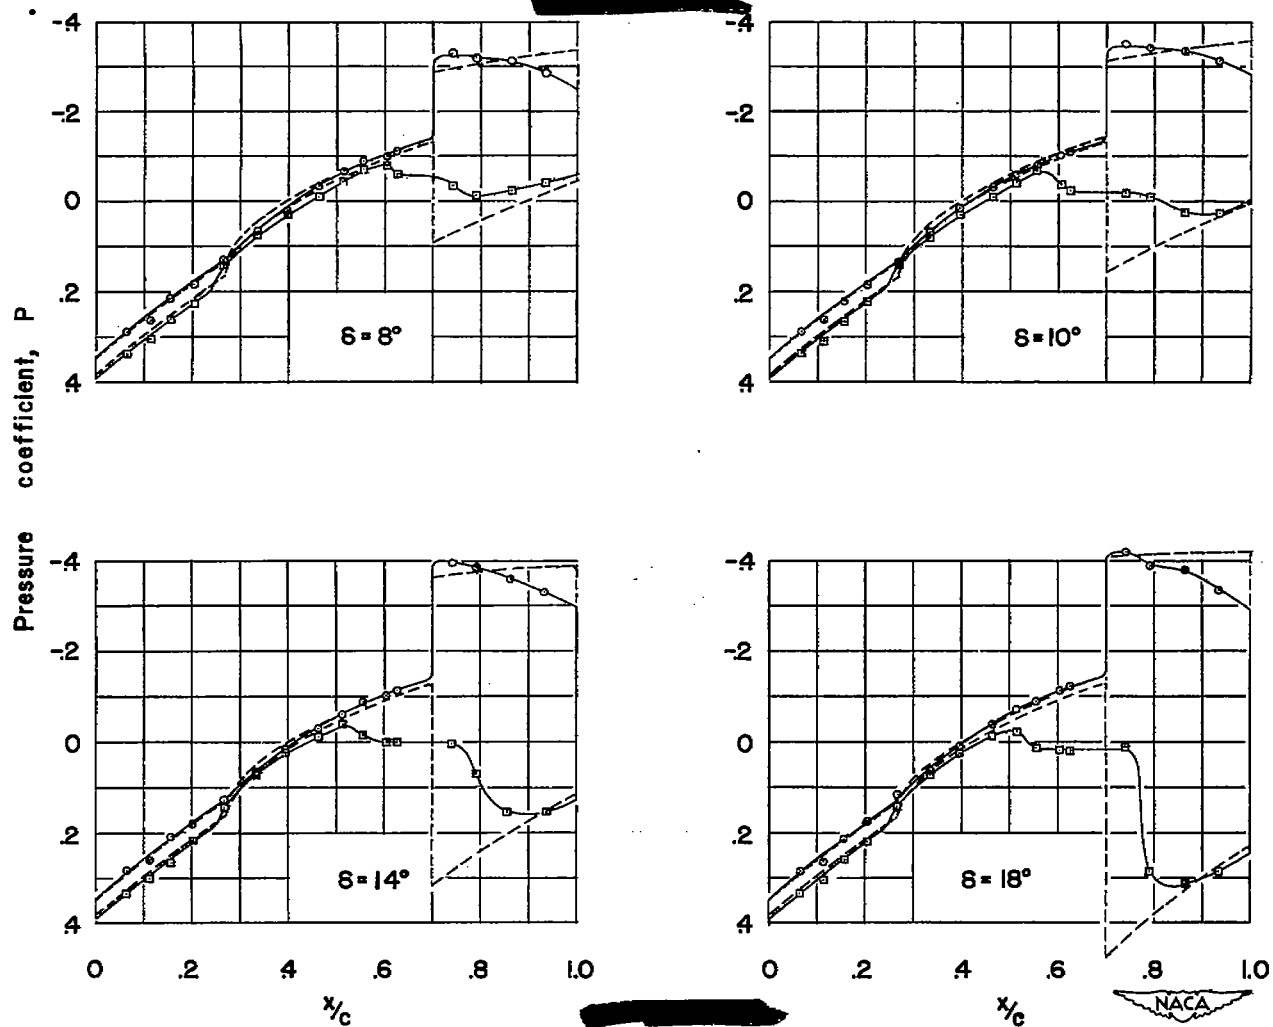 -.4
-.4
-.2
-.2
0
0
.2
.2
δ = 8°
δ = 10°
.4
.4
Pressure coefficient, P
-.4
-.4
-.2
-.2
0
0
.2
.2
δ = 14°
δ = 18°
.4
.4
0 .2 .4 .6 .8 1.0
0 .2 .4 .6 .8 1.0
x/c
x/c
NACA